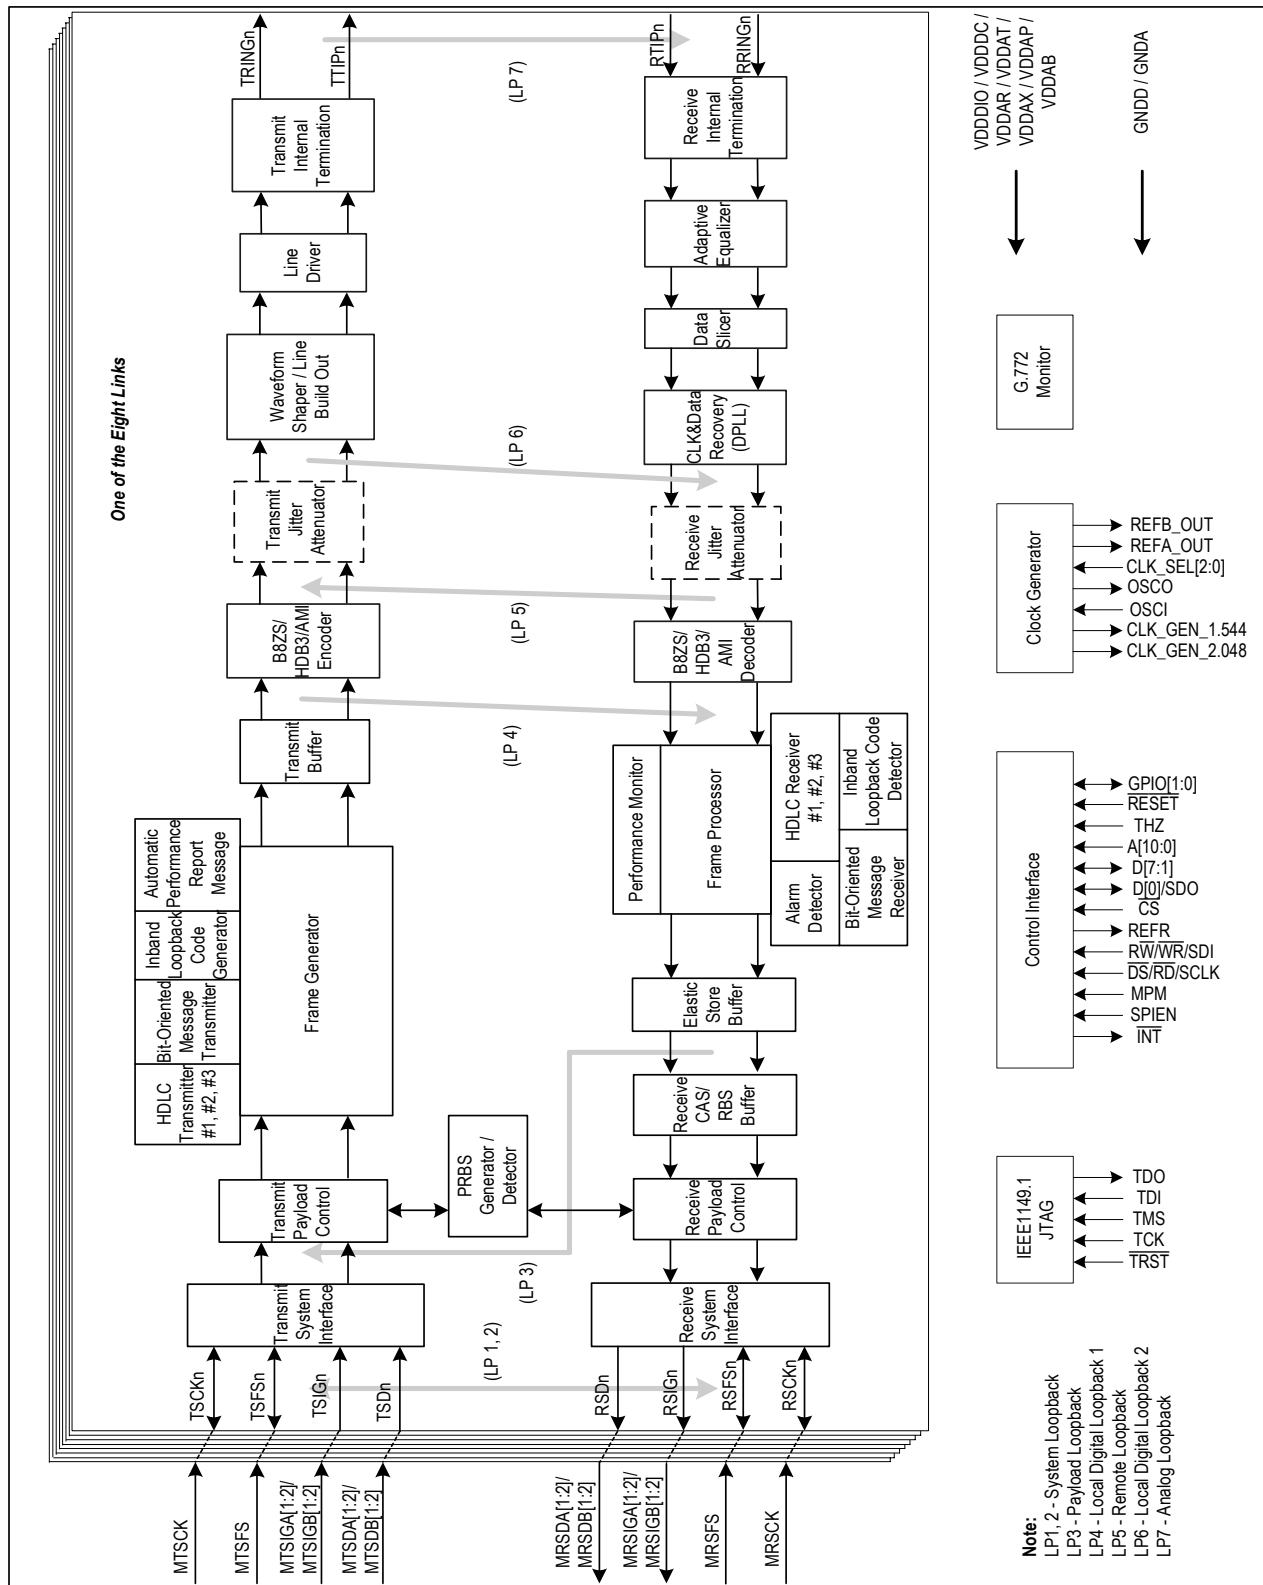 One of the Eight Links
TRINGn
TTIPn
(LP 7)
RTIPn
RRINGn
Transmit
Internal
Termination
Receive
Internal
Termination
Line
Driver
Adaptive
Equalizer
Data
Slicer
Waveform
Shaper / Line
Build Out
CLK&Data
Recovery
(DPLL)
(LP 6)
Transmit
Jitter
Attenuator
Receive
Jitter
Attenuator
(LP 5)
B8ZS/
HDB3/AMI
Encoder
B8ZS/
HDB3/
AMI
Decoder
(LP 4)
Transmit
Buffer
Automatic
Performance
Report
Message
Inband
Loopback
Code
Generator
Bit-Oriented
Message
Transmitter
HDLC
Transmitter
#1, #2, #3
Frame Generator
Performance Monitor
Frame Processor
HDLC Receiver
#1, #2, #3
Inband
Loopback Code
Detector
Alarm
Detector
Bit-Oriented
Message
Receiver
Elastic
Store
Buffer
Receive
CAS/
RBS
Buffer
PRBS
Generator /
Detector
Transmit
Payload
Control
Receive
Payload
Control
(LP 3)
Transmit
System
Interface
Receive
System
Interface
(LP 1, 2)
TSCKn
TSFSn
TSIGn
TSDn
RSDn
RSIGn
RSFSn
RSCKn
MTSCK
MTSFS
MTSIGA[1:2]/
MTSIGB[1:2]
MTSDA[1:2]/
MTSDB[1:2]
MRSDA[1:2]/
MRSDB[1:2]
MRSIGA[1:2]/
MRSIGB[1:2]
MRSFS
MRSCK
VDDDIO / VDDDC /
VDDAR / VDDAT /
VDDAX / VDDAP /
VDDAB
GNDD / GNDA
G.772
Monitor
Clock Generator
REFB_OUT
REFA_OUT
CLK_SEL[2:0]
OSCO
OSCI
CLK_GEN_1.544
CLK_GEN_2.048
Control Interface
GPIO[1:0]
RESET
THZ
A[10:0]
D[7:1]
D[0]/SDO
CS
REFR
RW/WR/SDI
DS/RD/SCLK
MPM
SPIEN
INT
IEEE1149.1
JTAG
TDO
TDI
TMS
TCK
TRST
Note:
LP1, 2 - System Loopback
LP3 - Payload Loopback
LP4 - Local Digital Loopback 1
LP5 - Remote Loopback
LP6 - Local Digital Loopback 2
LP7 - Analog Loopback